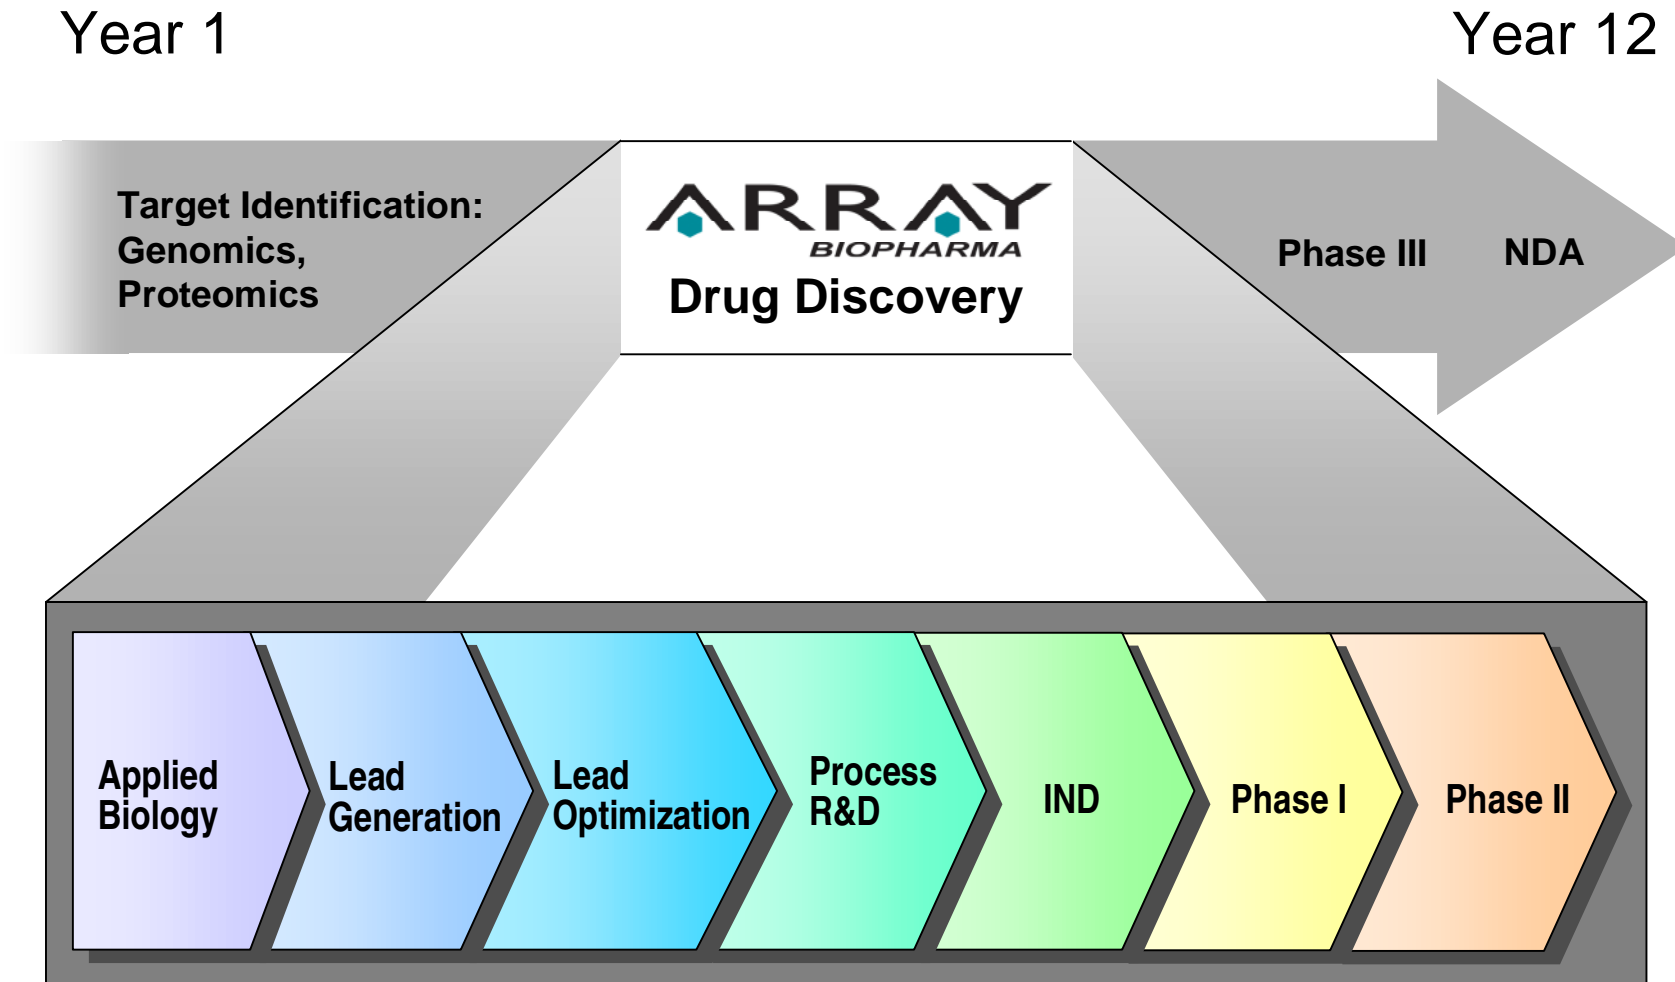 Year 1
Year 12
Target Identification:
Genomics,
Proteomics
ARRAY
BIOPHARMA
Drug Discovery
Phase III
NDA
Applied
Biology
Lead
Generation
Lead
Optimization
Process
R&D
IND
Phase I
Phase II